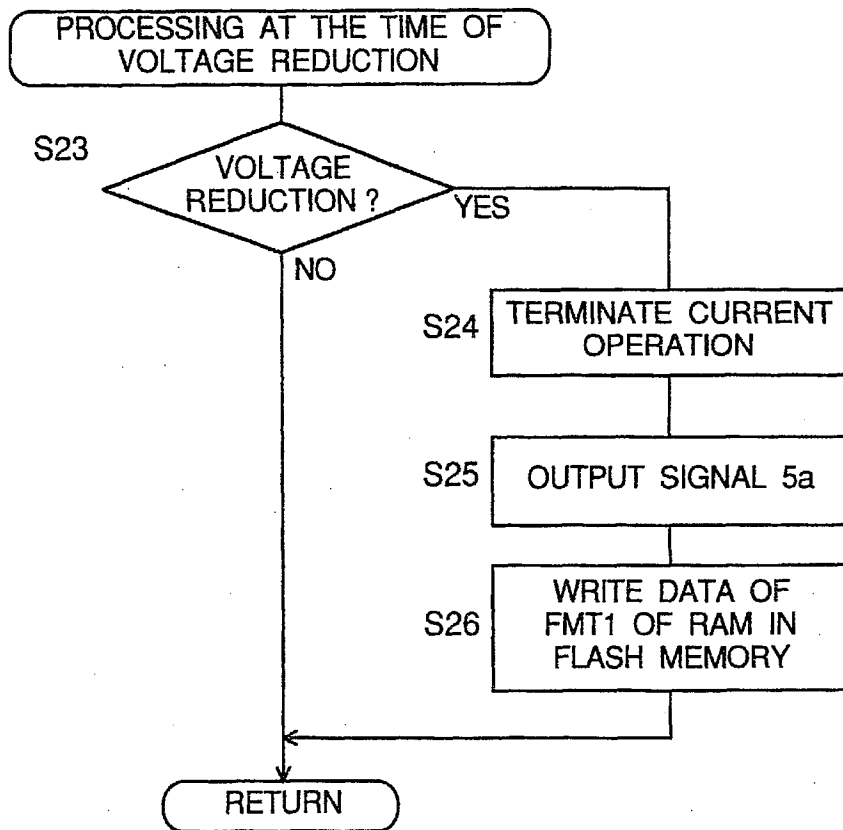 PROCESSING AT THE TIME OF
VOLTAGE REDUCTION
S23
VOLTAGE
REDUCTION ?
YES
NO
S24
TERMINATE CURRENT
OPERATION
S25
OUTPUT SIGNAL 5a
S26
WRITE DATA OF
FMT1 OF RAM IN
FLASH MEMORY
RETURN